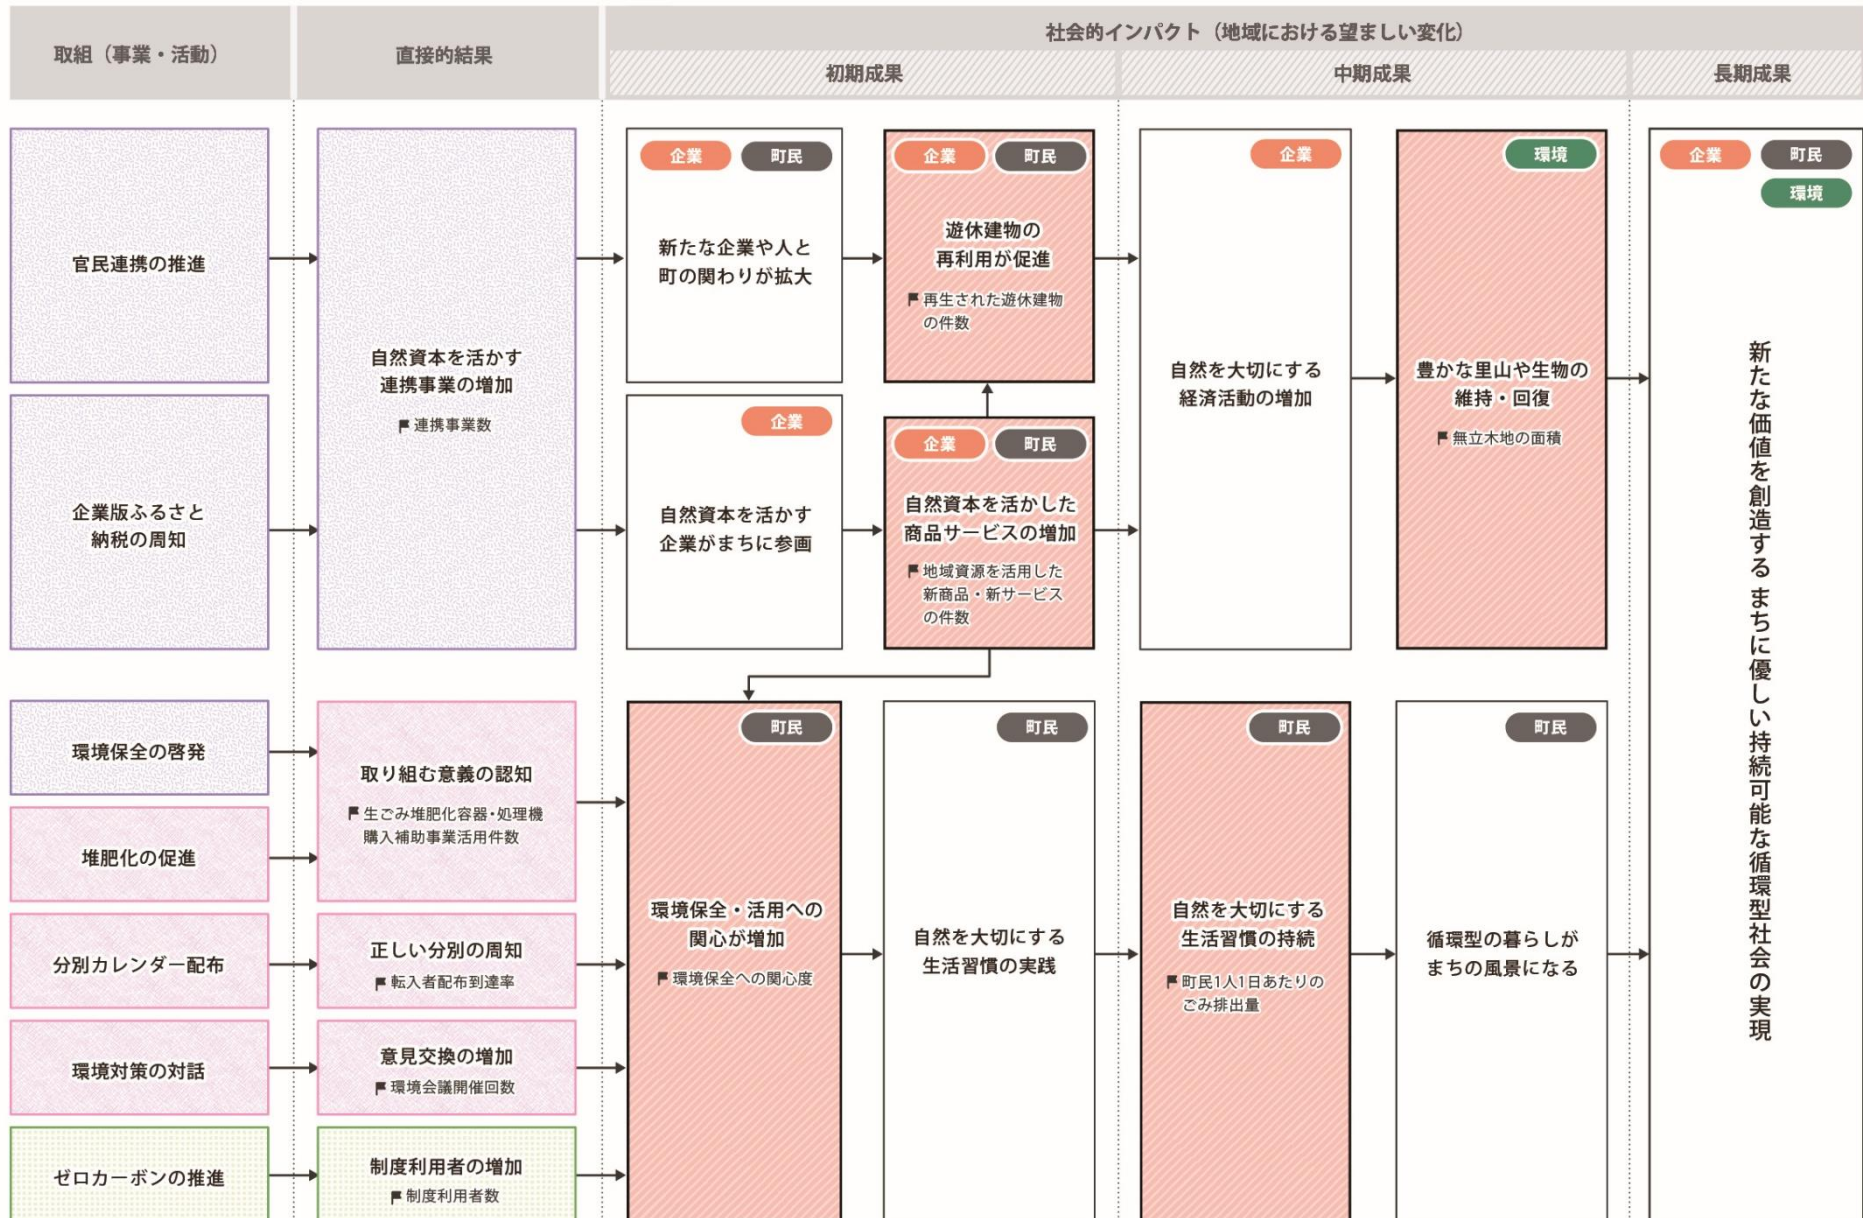 取組（事業・活動）
直接的結果
社会的インパクト（地域における望ましい変化）
初期成果
中期成果
長期成果
官民連携の推進
企業版ふるさと
納税の周知
自然資本を活かす
連携事業の増加
連携事業数
企業 町民
新たな企業や人と
町の関わりが拡大
企業 町民
遊休建物の
再利用が促進
再生された遊休建物
の件数
企業
自然資本を活かす
企業がまちに参画
企業 町民
自然資本を活かした
商品サービスの増加
地域資源を活用した
新商品・新サービス
の件数
企業
自然を大切にする
経済活動の増加
環境
豊かな里山や生物の
維持・回復
無立木地の面積
企業 町民
環境
新たな価値を創造する まちに優しい持続可能な循環型社会の実現
環境保全の啓発
堆肥化の促進
取り組む意義の認知
生ごみ堆肥化容器・処理機
購入補助事業活用件数
分別カレンダー配布
正しい分別の周知
転入者配布到達率
環境対策の対話
意見交換の増加
環境会議開催回数
ゼロカーボンの推進
制度利用者の増加
制度利用者数
町民
環境保全・活用への
関心が増加
環境保全への関心度
町民
自然を大切にする
生活習慣の実践
町民
自然を大切にする
生活習慣の持続
町民1人1日あたりの
ごみ排出量
町民
循環型の暮らしが
まちの風景になる